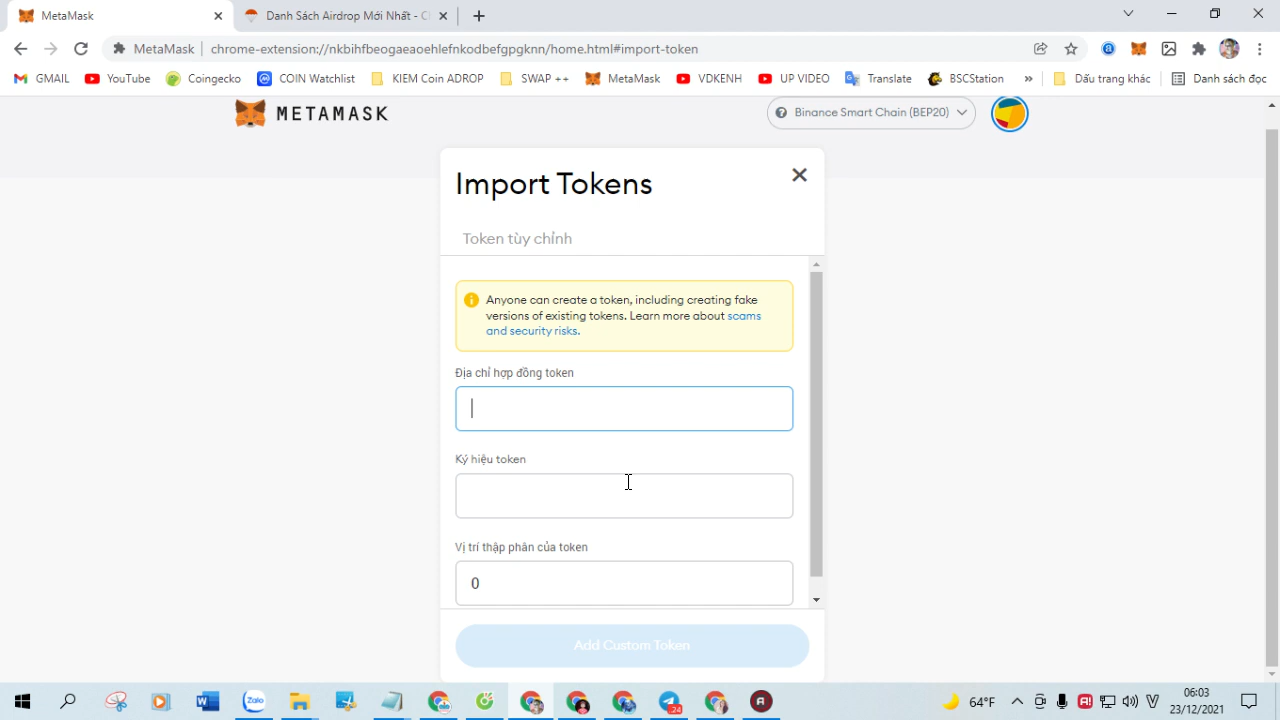 MetaMask
Danh Sách Airdrop Mới Nhất - C
MetaMask
chrome-extension://nkbihfbeogaeaoehlefnkodbefgpgknn/home.html#import-token
GMAIL
YouTube
Coingecko
COIN Watchlist
KIEM Coin ADROP
SWAP ++
MetaMask
VDKENH
UP VIDEO
Translate
BSCStation
»
Dấu trang khác
Danh sách đọc
METAMASK
Binance Smart Chain (BEP20)
Import Tokens
Token tùy chỉnh
Anyone can create a token, including creating fake
versions of existing tokens. Learn more about scams
and security risks.
Địa chỉ hợp đồng token
Ký hiệu token
Vị trí thập phân của token
0
Add Custom Token
Zalo
24
64°F
06:03
23/12/2021